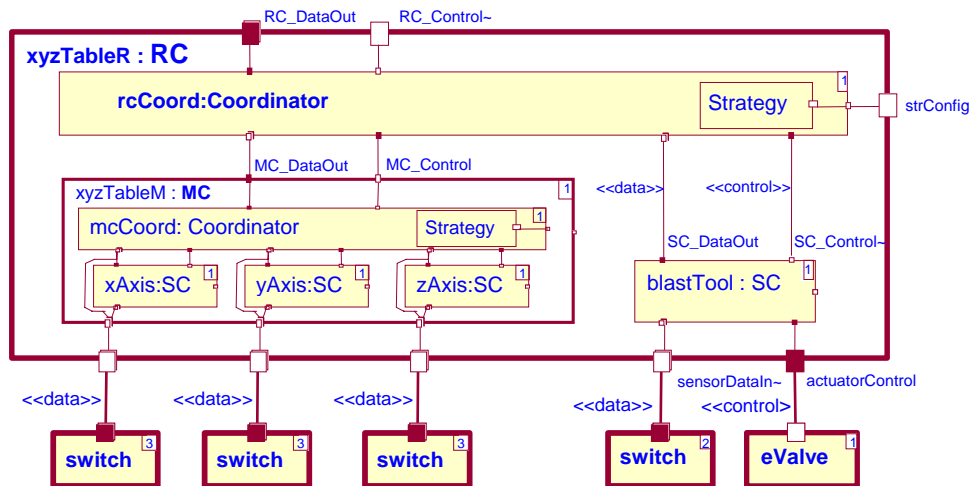 RC_DataOut
RC_Control~
xyzTableR : RC
1
rcCoord:Coordinator
Strategy
strConfig
MC_DataOut
MC_Control
<<data>>
<<control>>
xyzTableM : MC
1
mcCoord: Coordinator
Strategy
1
SC_DataOut
SC_Control~
xAxis:SC
1
yAxis:SC
1
zAxis:SC
1
blastTool : SC
1
sensorDataIn~
actuatorControl
<<data>>
<<data>>
<<data>>
<<data>>
<<control>>
switch
3
switch
3
switch
3
switch
2
eValve
1